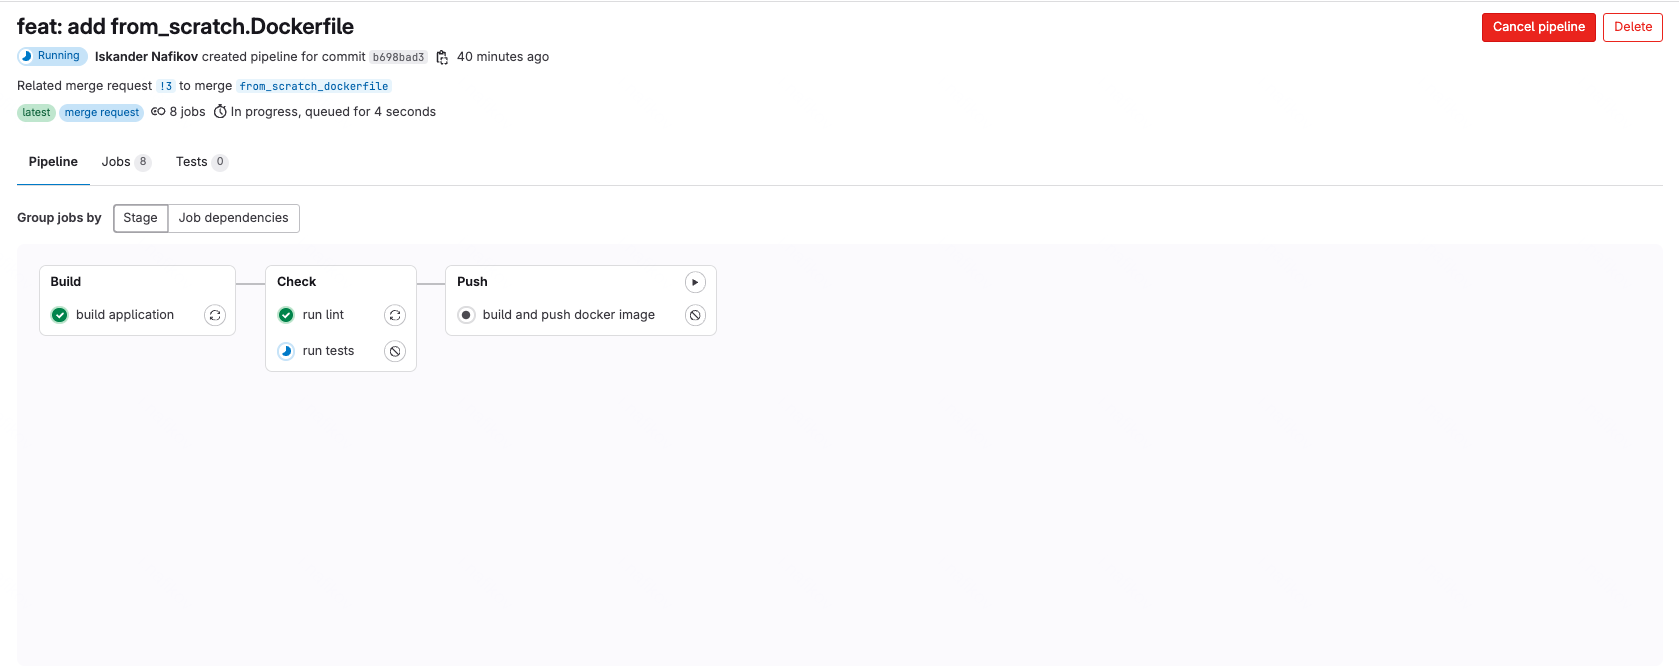 feat: add from_scratch.Dockerfile
Cancel pipeline
Delete
Running Iskander Nafikov created pipeline for commit b698bad3 40 minutes ago
Related merge request !3 to merge from_scratch_dockerfile
latest merge request 8 jobs In progress, queued for 4 seconds
Pipeline Jobs 8 Tests 0
Group jobs by Stage Job dependencies
Build
build application
Check
run lint
run tests
Push
build and push docker image